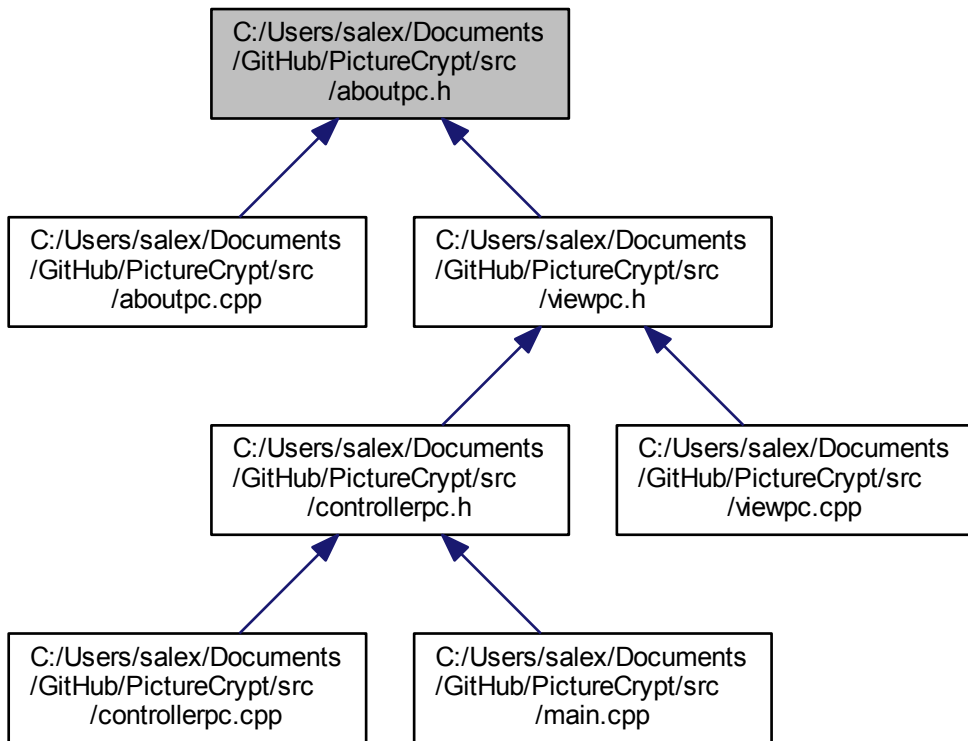 C:/Users/salex/Documents
/GitHub/PictureCrypt/src
/aboutpc.h
C:/Users/salex/Documents
/GitHub/PictureCrypt/src
/aboutpc.cpp
C:/Users/salex/Documents
/GitHub/PictureCrypt/src
/viewpc.h
C:/Users/salex/Documents
/GitHub/PictureCrypt/src
/controllerpc.h
C:/Users/salex/Documents
/GitHub/PictureCrypt/src
/viewpc.cpp
C:/Users/salex/Documents
/GitHub/PictureCrypt/src
/controllerpc.cpp
C:/Users/salex/Documents
/GitHub/PictureCrypt/src
/main.cpp